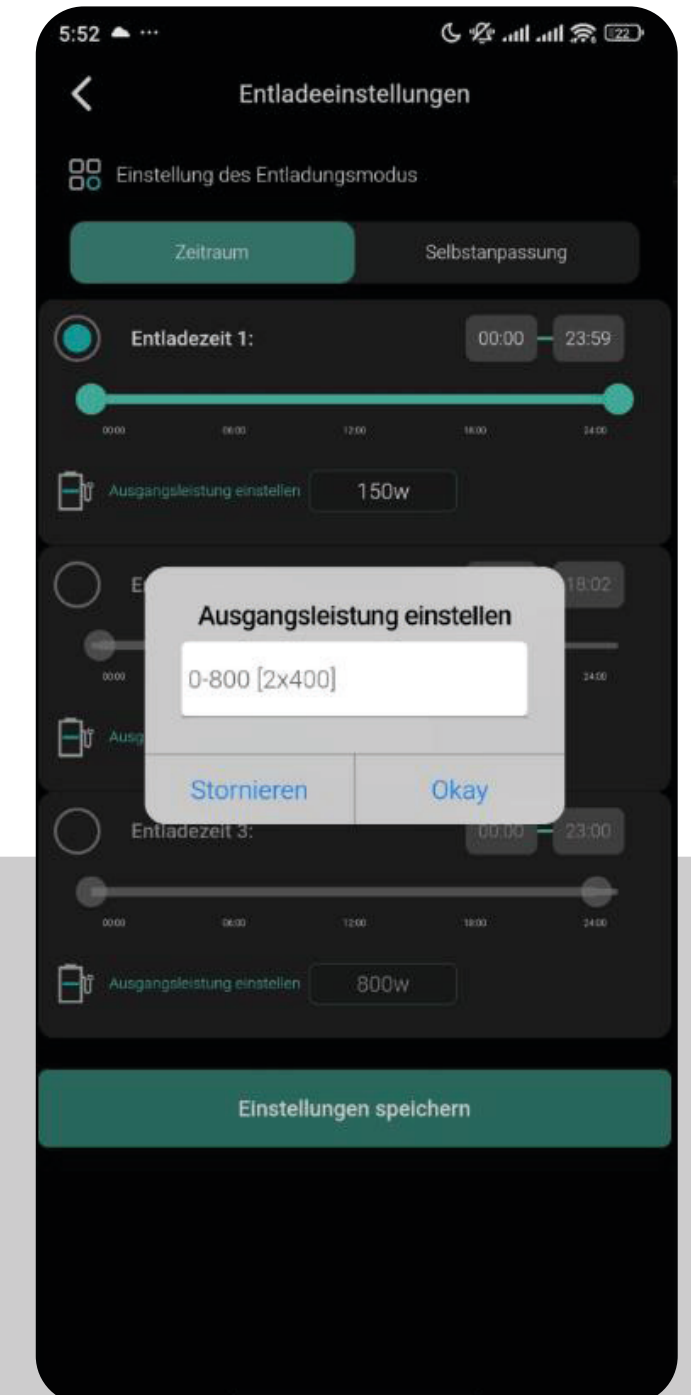 5:52 ... 22
Entladeeinstellungen
Einstellung des Entladungsmodus
Zeitraum Selbstanpassung
Entladezeit 1: 00:00 – 23:59
00:00 06:00 12:00 18:00 24:00
Ausgangsleistung einstellen 150w
E 18:02
Ausgangsleistung einstellen
0-800 [2x400]
00:00 24:00
Ausg
Stornieren Okay
Entladezeit 3: 00:00 – 23:00
00:00 06:00 12:00 18:00 24:00
Ausgangsleistung einstellen 800w
Einstellungen speichern